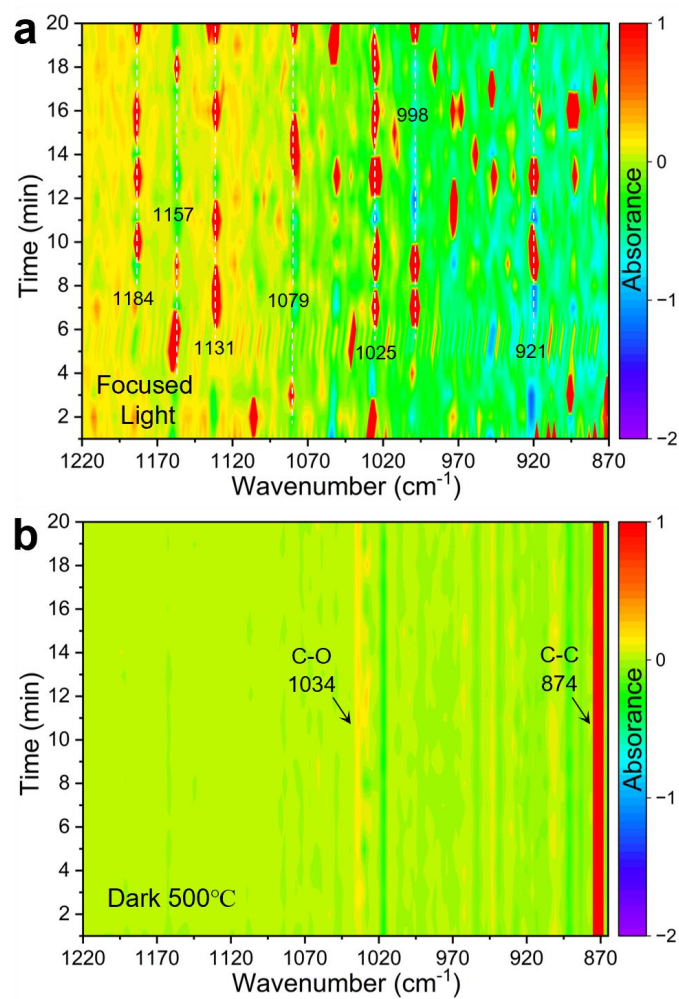 a
20
18
16
14
12
10
8
6
4
2
Time (min)
998
1157
1184
1131
1079
1025
921
Focused
Light
1220 1170 1120 1070 1020 970 920 870
Wavenumber (cm-1)
1
0
−1
−2
Absorance
b
20
18
16
14
12
10
8
6
4
2
Time (min)
C-O
1034
C-C
874
Dark 500℃
1220 1170 1120 1070 1020 970 920 870
Wavenumber (cm-1)
1
0
−1
−2
Absorance